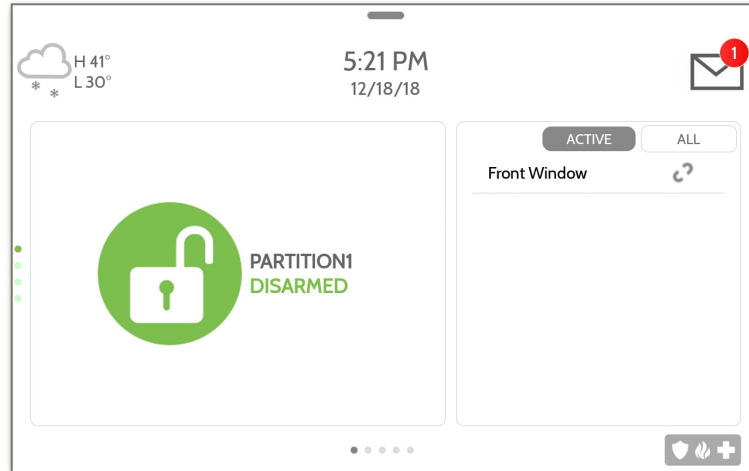 H 41°
L 30°
5:21 PM
12/18/18
1
PARTITION1
DISARMED
ACTIVE
ALL
Front Window